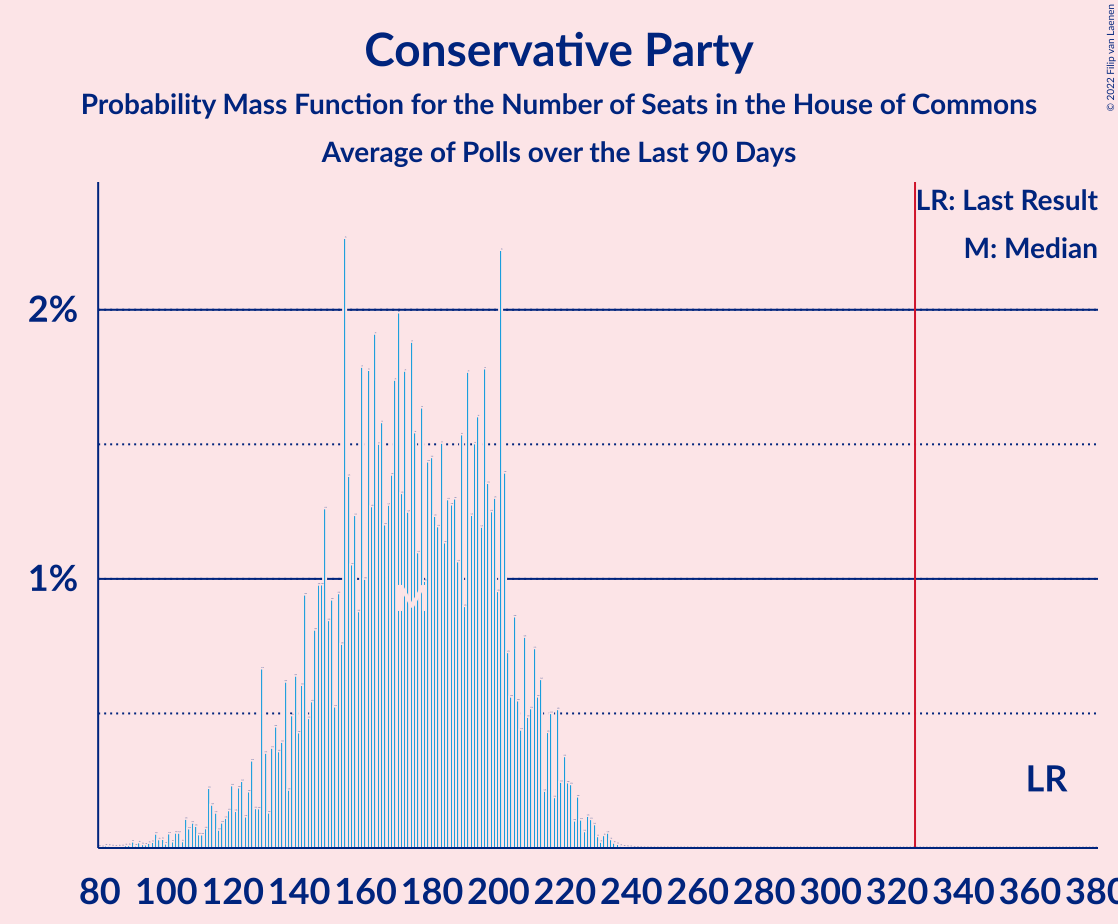 Conservative Party
Probability Mass Function for the Number of Seats in the House of Commons
Average of Polls over the Last 90 Days
© 2022 Filip van Laenen
LR: Last Result
M: Median
2%
1%
M
LR
80 100 120 140 160 180 200 220 240 260 280 300 320 340 360 380